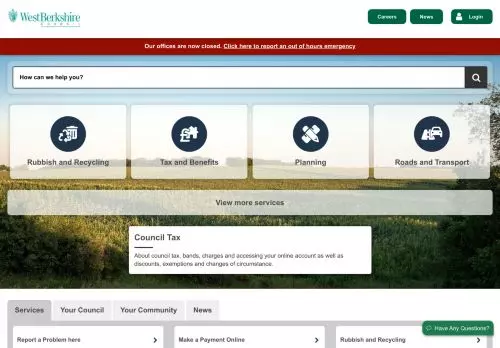 WestBerkshire
COUNCIL
Careers
News
Login
Our offices are now closed. Click here to report an out of hours emergency
How can we help you?
Rubbish and Recycling
Tax and Benefits
Planning
Roads and Transport
View more services
Council Tax
About council tax, bands, charges and accessing your online account as well as
discounts, exemptions and changes of circumstance.
Services
Your Council
Your Community
News
Have Any Questions?
Report a Problem here
Make a Payment Online
Rubbish and Recycling